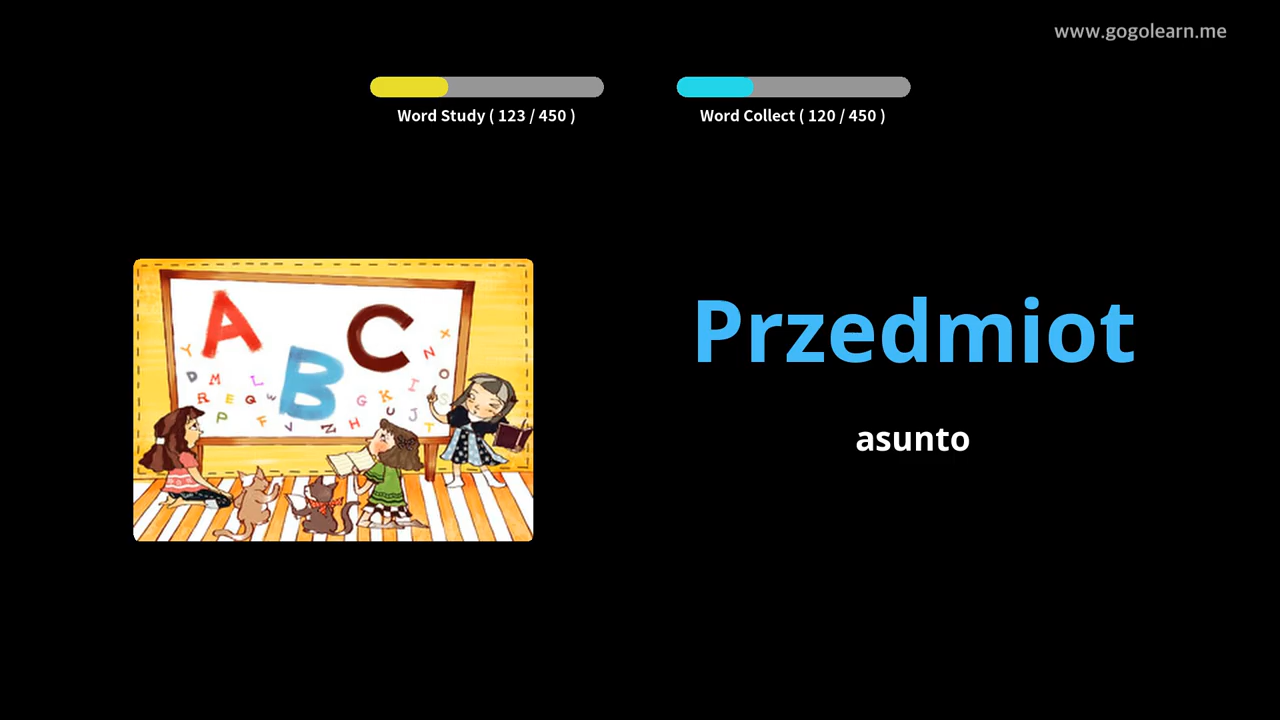 www.gogolearn.me
Word Study ( 123 / 450 )
Word Collect ( 120 / 450 )
A
B
C
X
Y
N
D M L I O
R E Q W G K S
P F V Z H U J T
Przedmiot
asunto